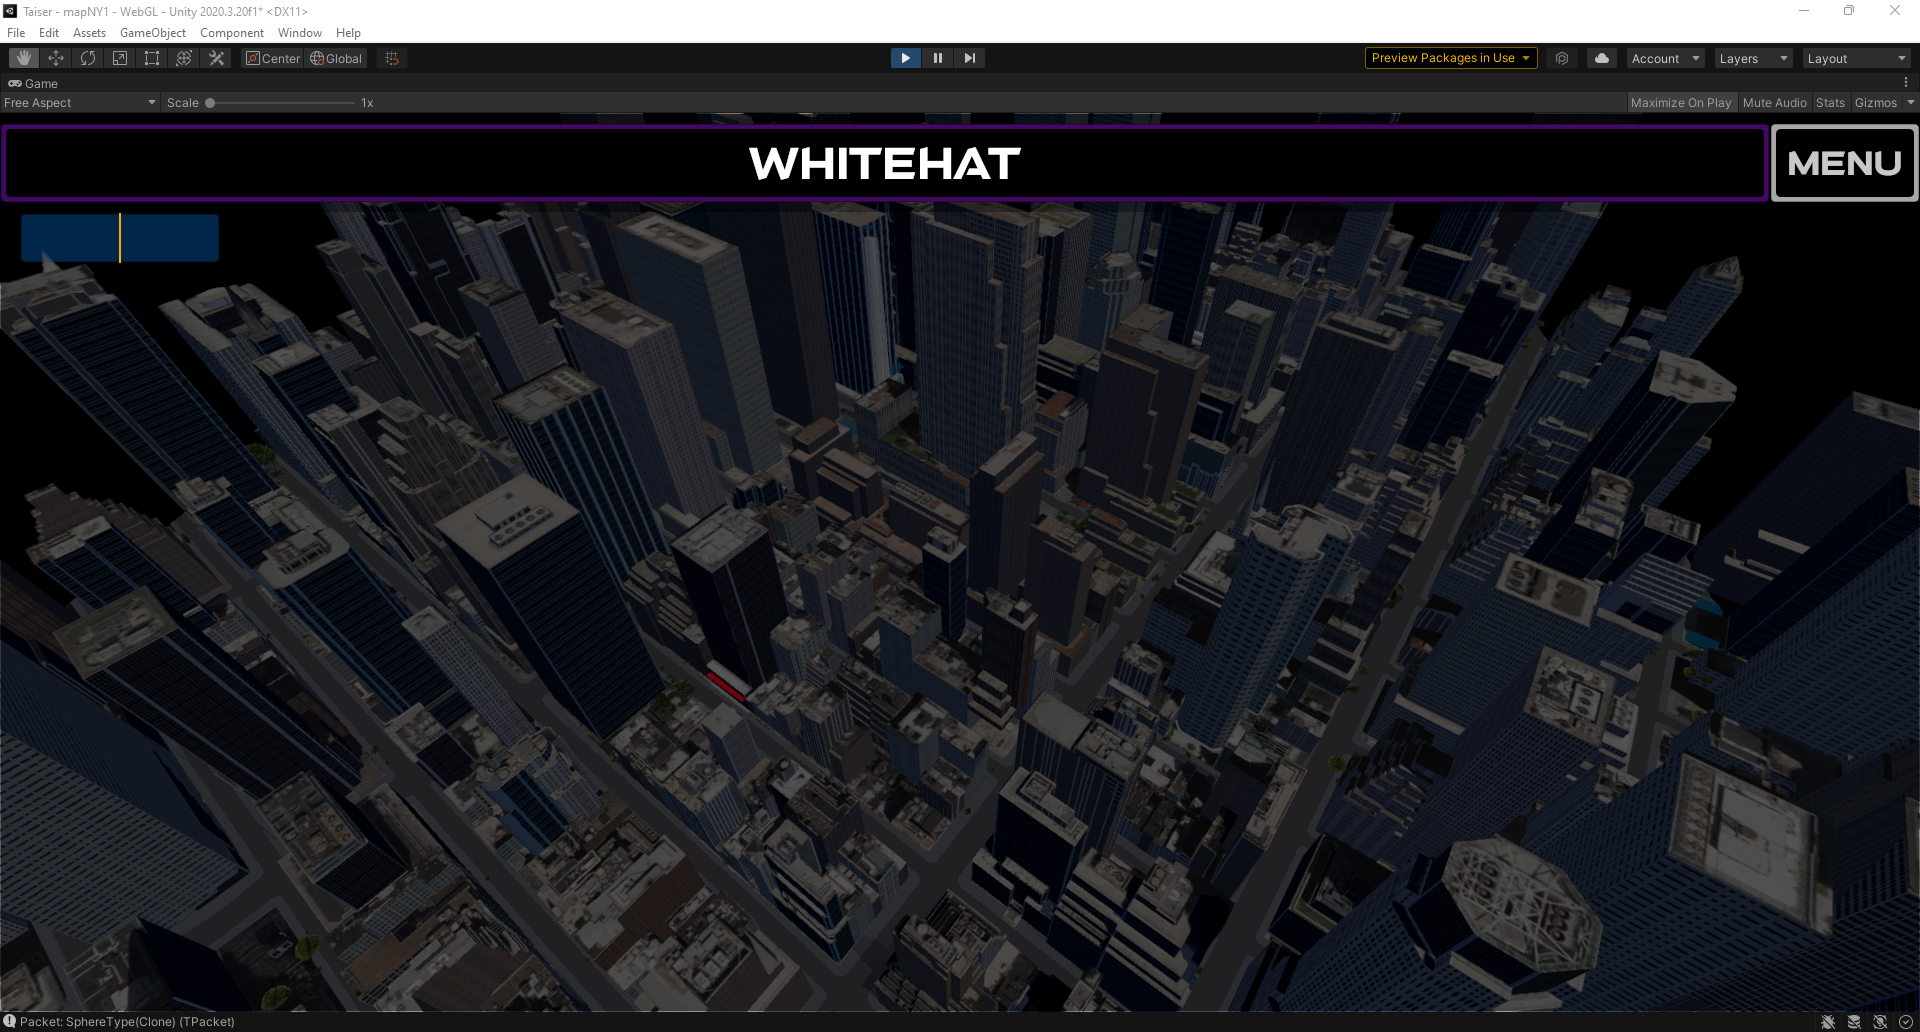 Taiser - mapNY1 - WebGL - Unity 2020.3.20f1* <DX11>
File Edit Assets GameObject Component Window Help
Center Global Preview Packages in Use Account Layers Layout
Game
Free Aspect Scale 1x Maximize On Play Mute Audio Stats Gizmos
WHITEHAT MENU
Packet: SphereType(Clone) (TPacket)